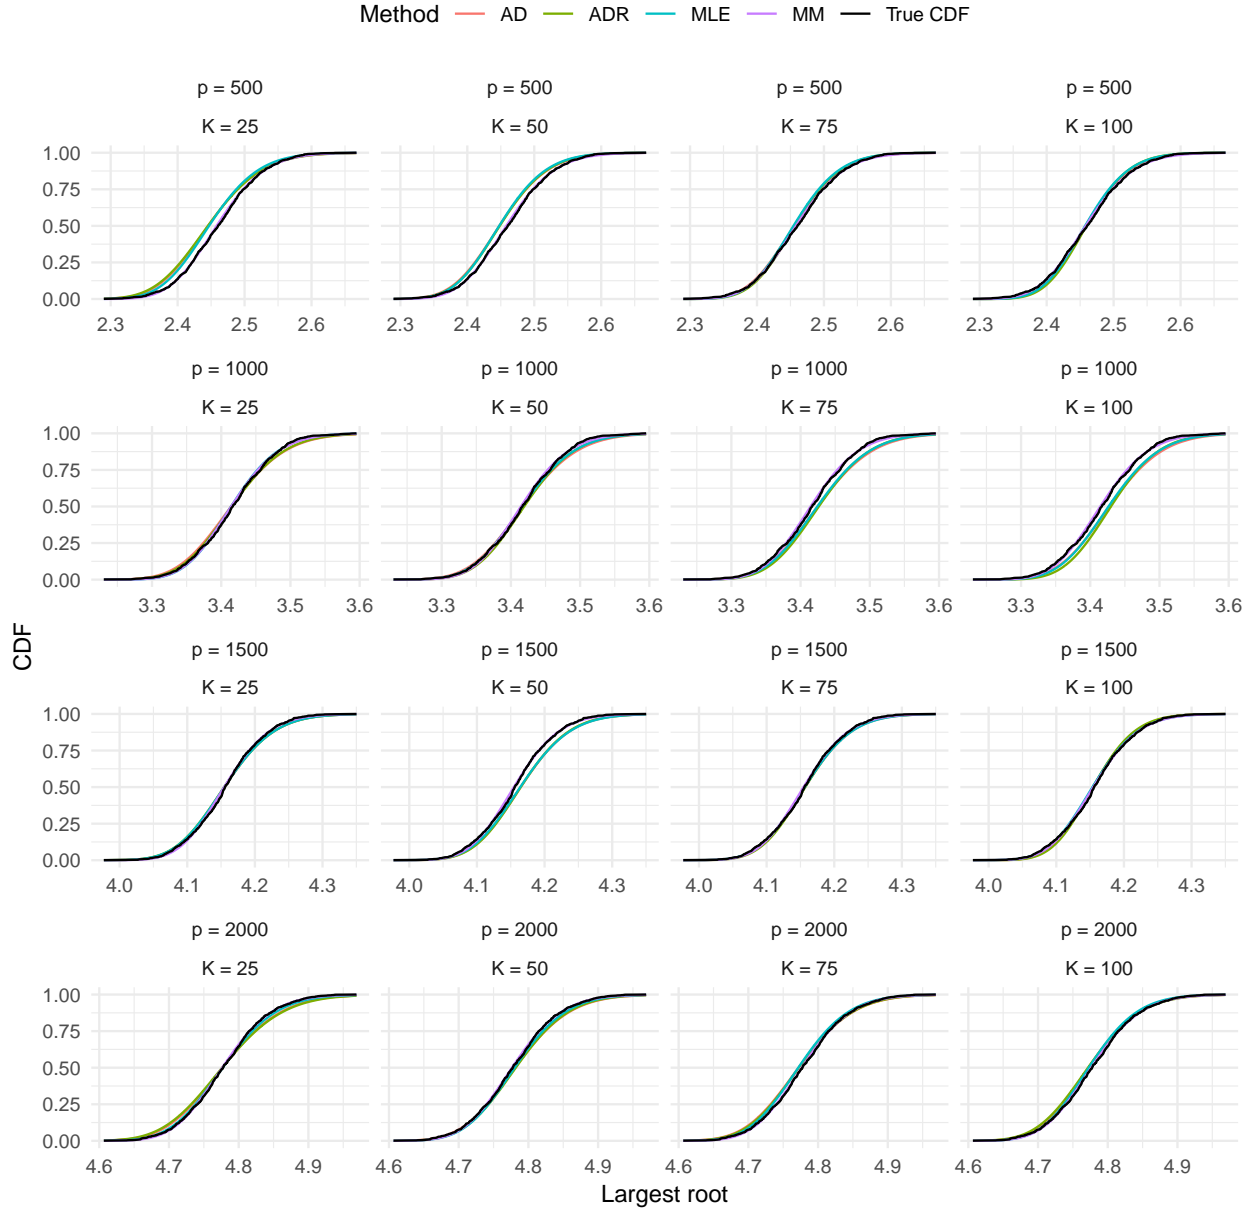 Method AD ADR MLE MM True CDF
p = 500 p = 500 p = 500 p = 500
K = 25 K = 50 K = 75 K = 100
1.00
0.75
0.50
0.25
0.00
2.3 2.4 2.5 2.6 2.3 2.4 2.5 2.6 2.3 2.4 2.5 2.6 2.3 2.4 2.5 2.6
p = 1000 p = 1000 p = 1000 p = 1000
K = 25 K = 50 K = 75 K = 100
1.00
0.75
0.50
0.25
0.00
3.3 3.4 3.5 3.6 3.3 3.4 3.5 3.6 3.3 3.4 3.5 3.6 3.3 3.4 3.5 3.6
CDF
p = 1500 p = 1500 p = 1500 p = 1500
K = 25 K = 50 K = 75 K = 100
1.00
0.75
0.50
0.25
0.00
4.0 4.1 4.2 4.3 4.0 4.1 4.2 4.3 4.0 4.1 4.2 4.3 4.0 4.1 4.2 4.3
p = 2000 p = 2000 p = 2000 p = 2000
K = 25 K = 50 K = 75 K = 100
1.00
0.75
0.50
0.25
0.00
4.6 4.7 4.8 4.9 4.6 4.7 4.8 4.9 4.6 4.7 4.8 4.9 4.6 4.7 4.8 4.9
Largest root